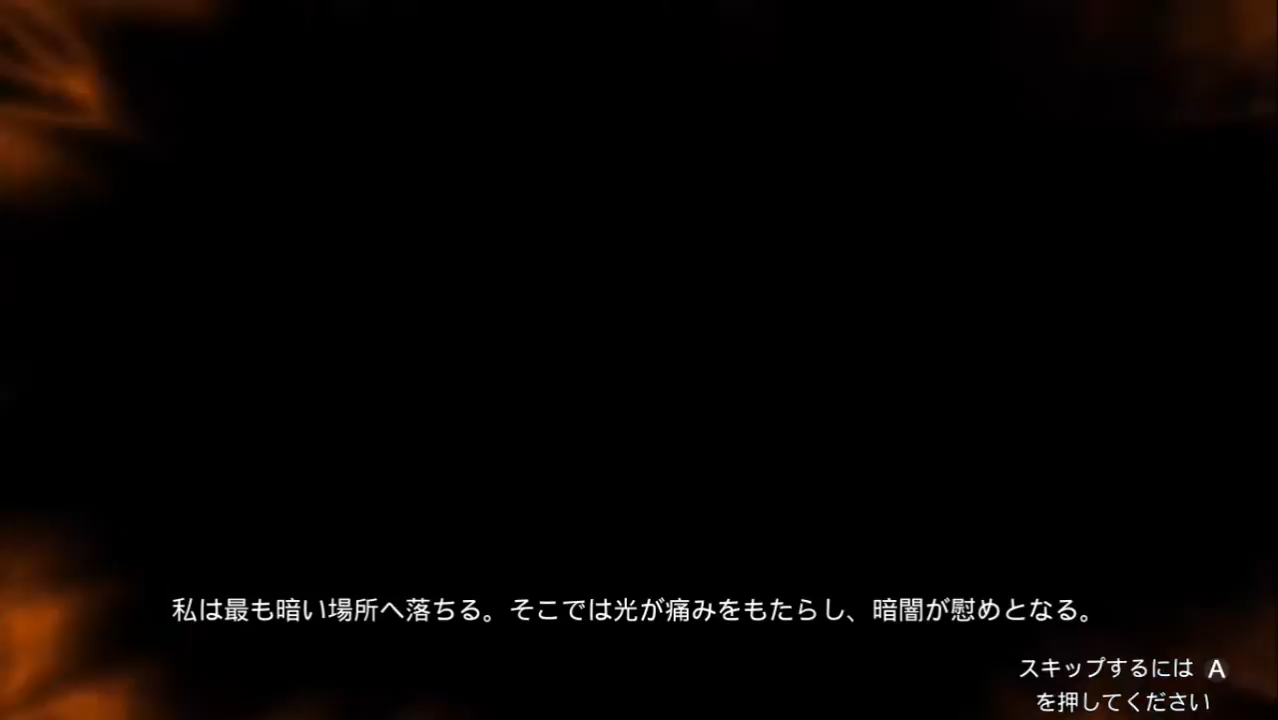 私は最も暗い場所へ落ちる。そこでは光が痛みをもたらし、暗闇が慰めとなる。
スキップするには A
を押してください